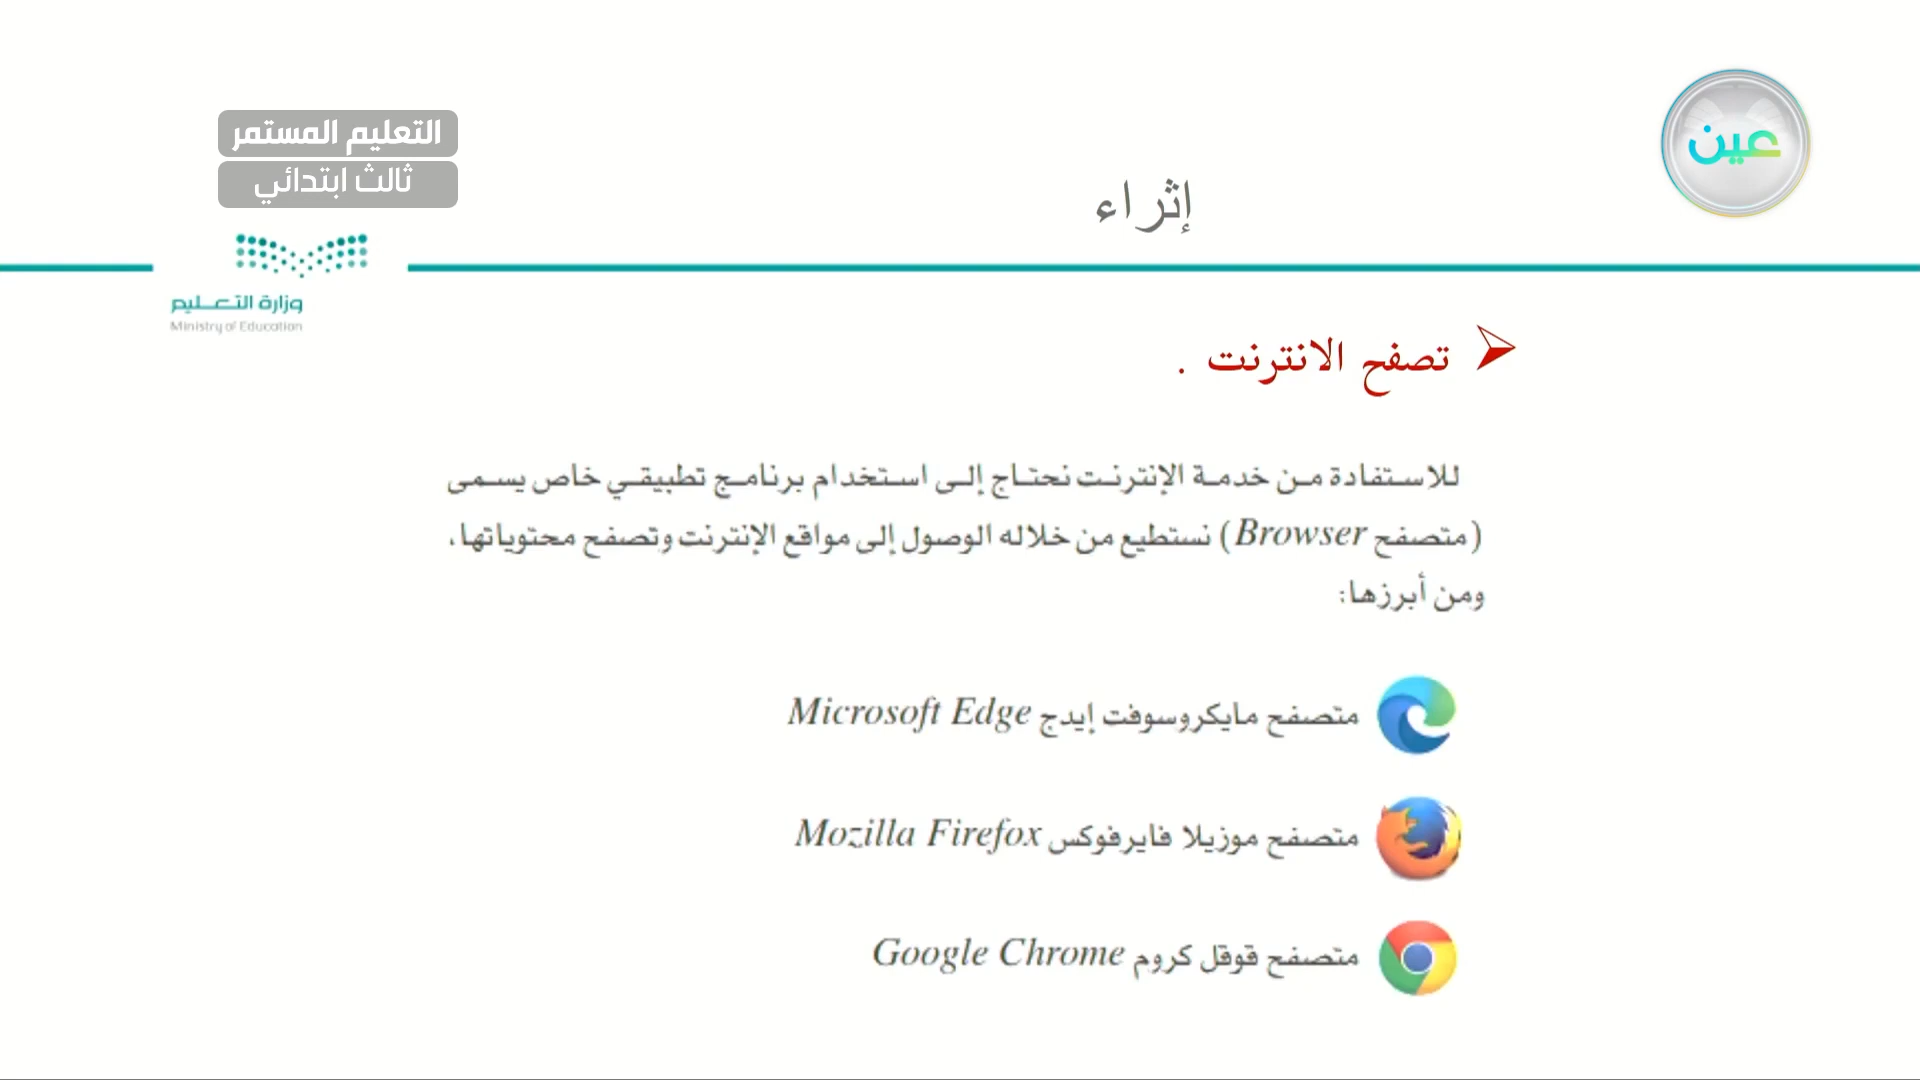 عين
التعليم المستمر
ثالث ابتدائي
إثراء
وزارة التعليم
Ministry of Education
تصفح الانترنت .
للاستفادة من خدمة الإنترنت نحتاج إلى استخدام برنامج تطبيقي خاص يسمى
(متصفح Browser) نستطيع من خلاله الوصول إلى مواقع الإنترنت وتصفح محتوياتها،
ومن أبرزها:
متصفح مايكروسوفت إيدج Microsoft Edge
متصفح موزيلا فايرفوكس Mozilla Firefox
متصفح قوقل كروم Google Chrome